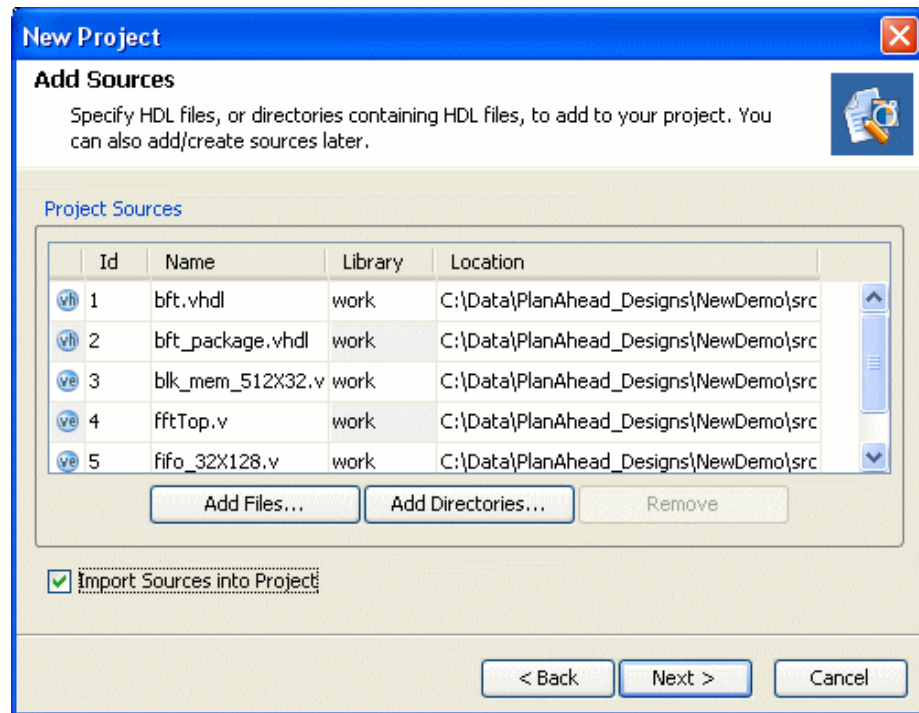 New Project
Add Sources
Specify HDL files, or directories containing HDL files, to add to your project. You
can also add/create sources later.
Project Sources
Id Name Library Location
vh 1 bft.vhdl work C:\Data\PlanAhead_Designs\NewDemo\src
vh 2 bft_package.vhdl work C:\Data\PlanAhead_Designs\NewDemo\src
ve 3 blk_mem_512X32.v work C:\Data\PlanAhead_Designs\NewDemo\src
ve 4 fftTop.v work C:\Data\PlanAhead_Designs\NewDemo\src
ve 5 fifo_32X128.v work C:\Data\PlanAhead_Designs\NewDemo\src
Add Files... Add Directories... Remove
Import Sources into Project
< Back Next > Cancel